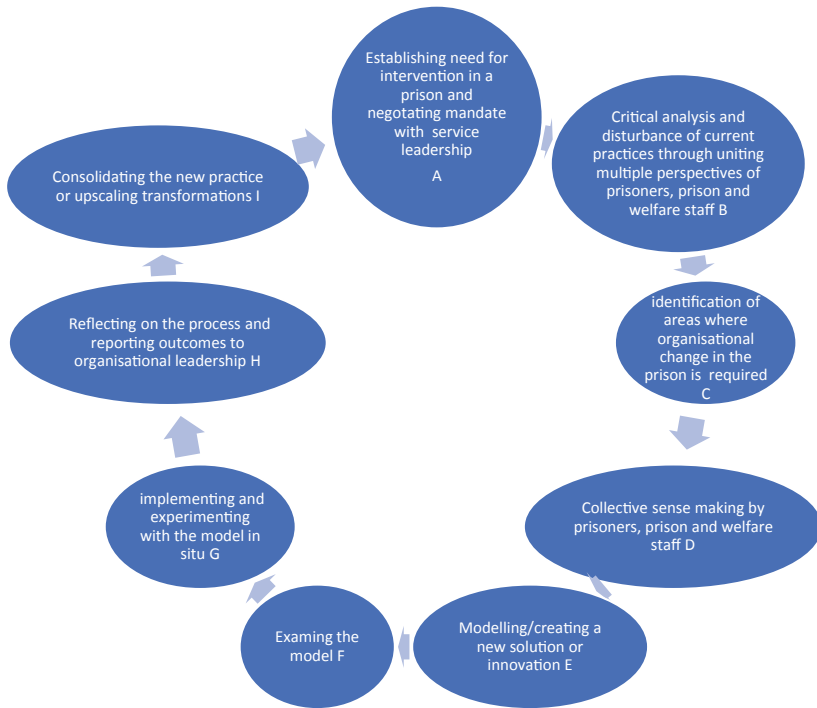 Establishing need for
intervention in a
prison and
negotiating mandate
with service
leadership
A
Critical analysis and
disturbance of current
practices through uniting
multiple perspectives of
prisoners, prison and
welfare staff B
identification of
areas where
organisational
change in the
prison is required
C
Collective sense making by
prisoners, prison and welfare
staff D
Modelling/creating a
new solution or
innovation E
Examing the
model F
implementing and
experimenting
with the model in
situ G
Reflecting on the process and
reporting outcomes to
organisational leadership H
Consolidating the new practice
or upscaling transformations I